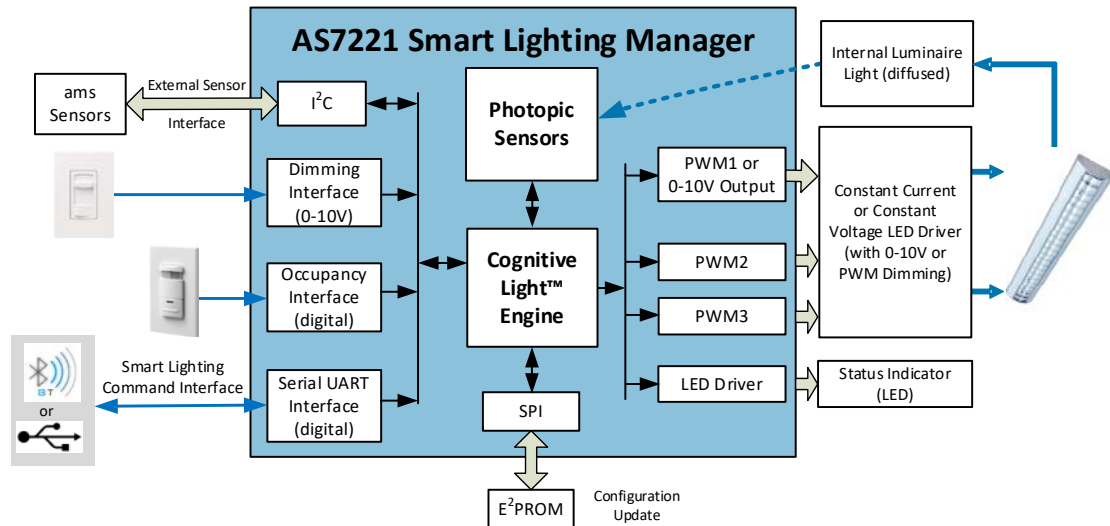 AS7221 Smart Lighting Manager
ams
Sensors
External Sensor
Interface
I²C
Dimming
Interface
(0-10V)
Occupancy
Interface
(digital)
Smart Lighting
Command Interface
BT
or
Serial UART
Interface
(digital)
Photopic
Sensors
Cognitive
Light™
Engine
SPI
E²PROM
Configuration
Update
PWM1 or
0-10V Output
PWM2
PWM3
LED Driver
Internal Luminaire
Light (diffused)
Constant Current
or Constant
Voltage LED Driver
(with 0-10V or
PWM Dimming)
Status Indicator
(LED)